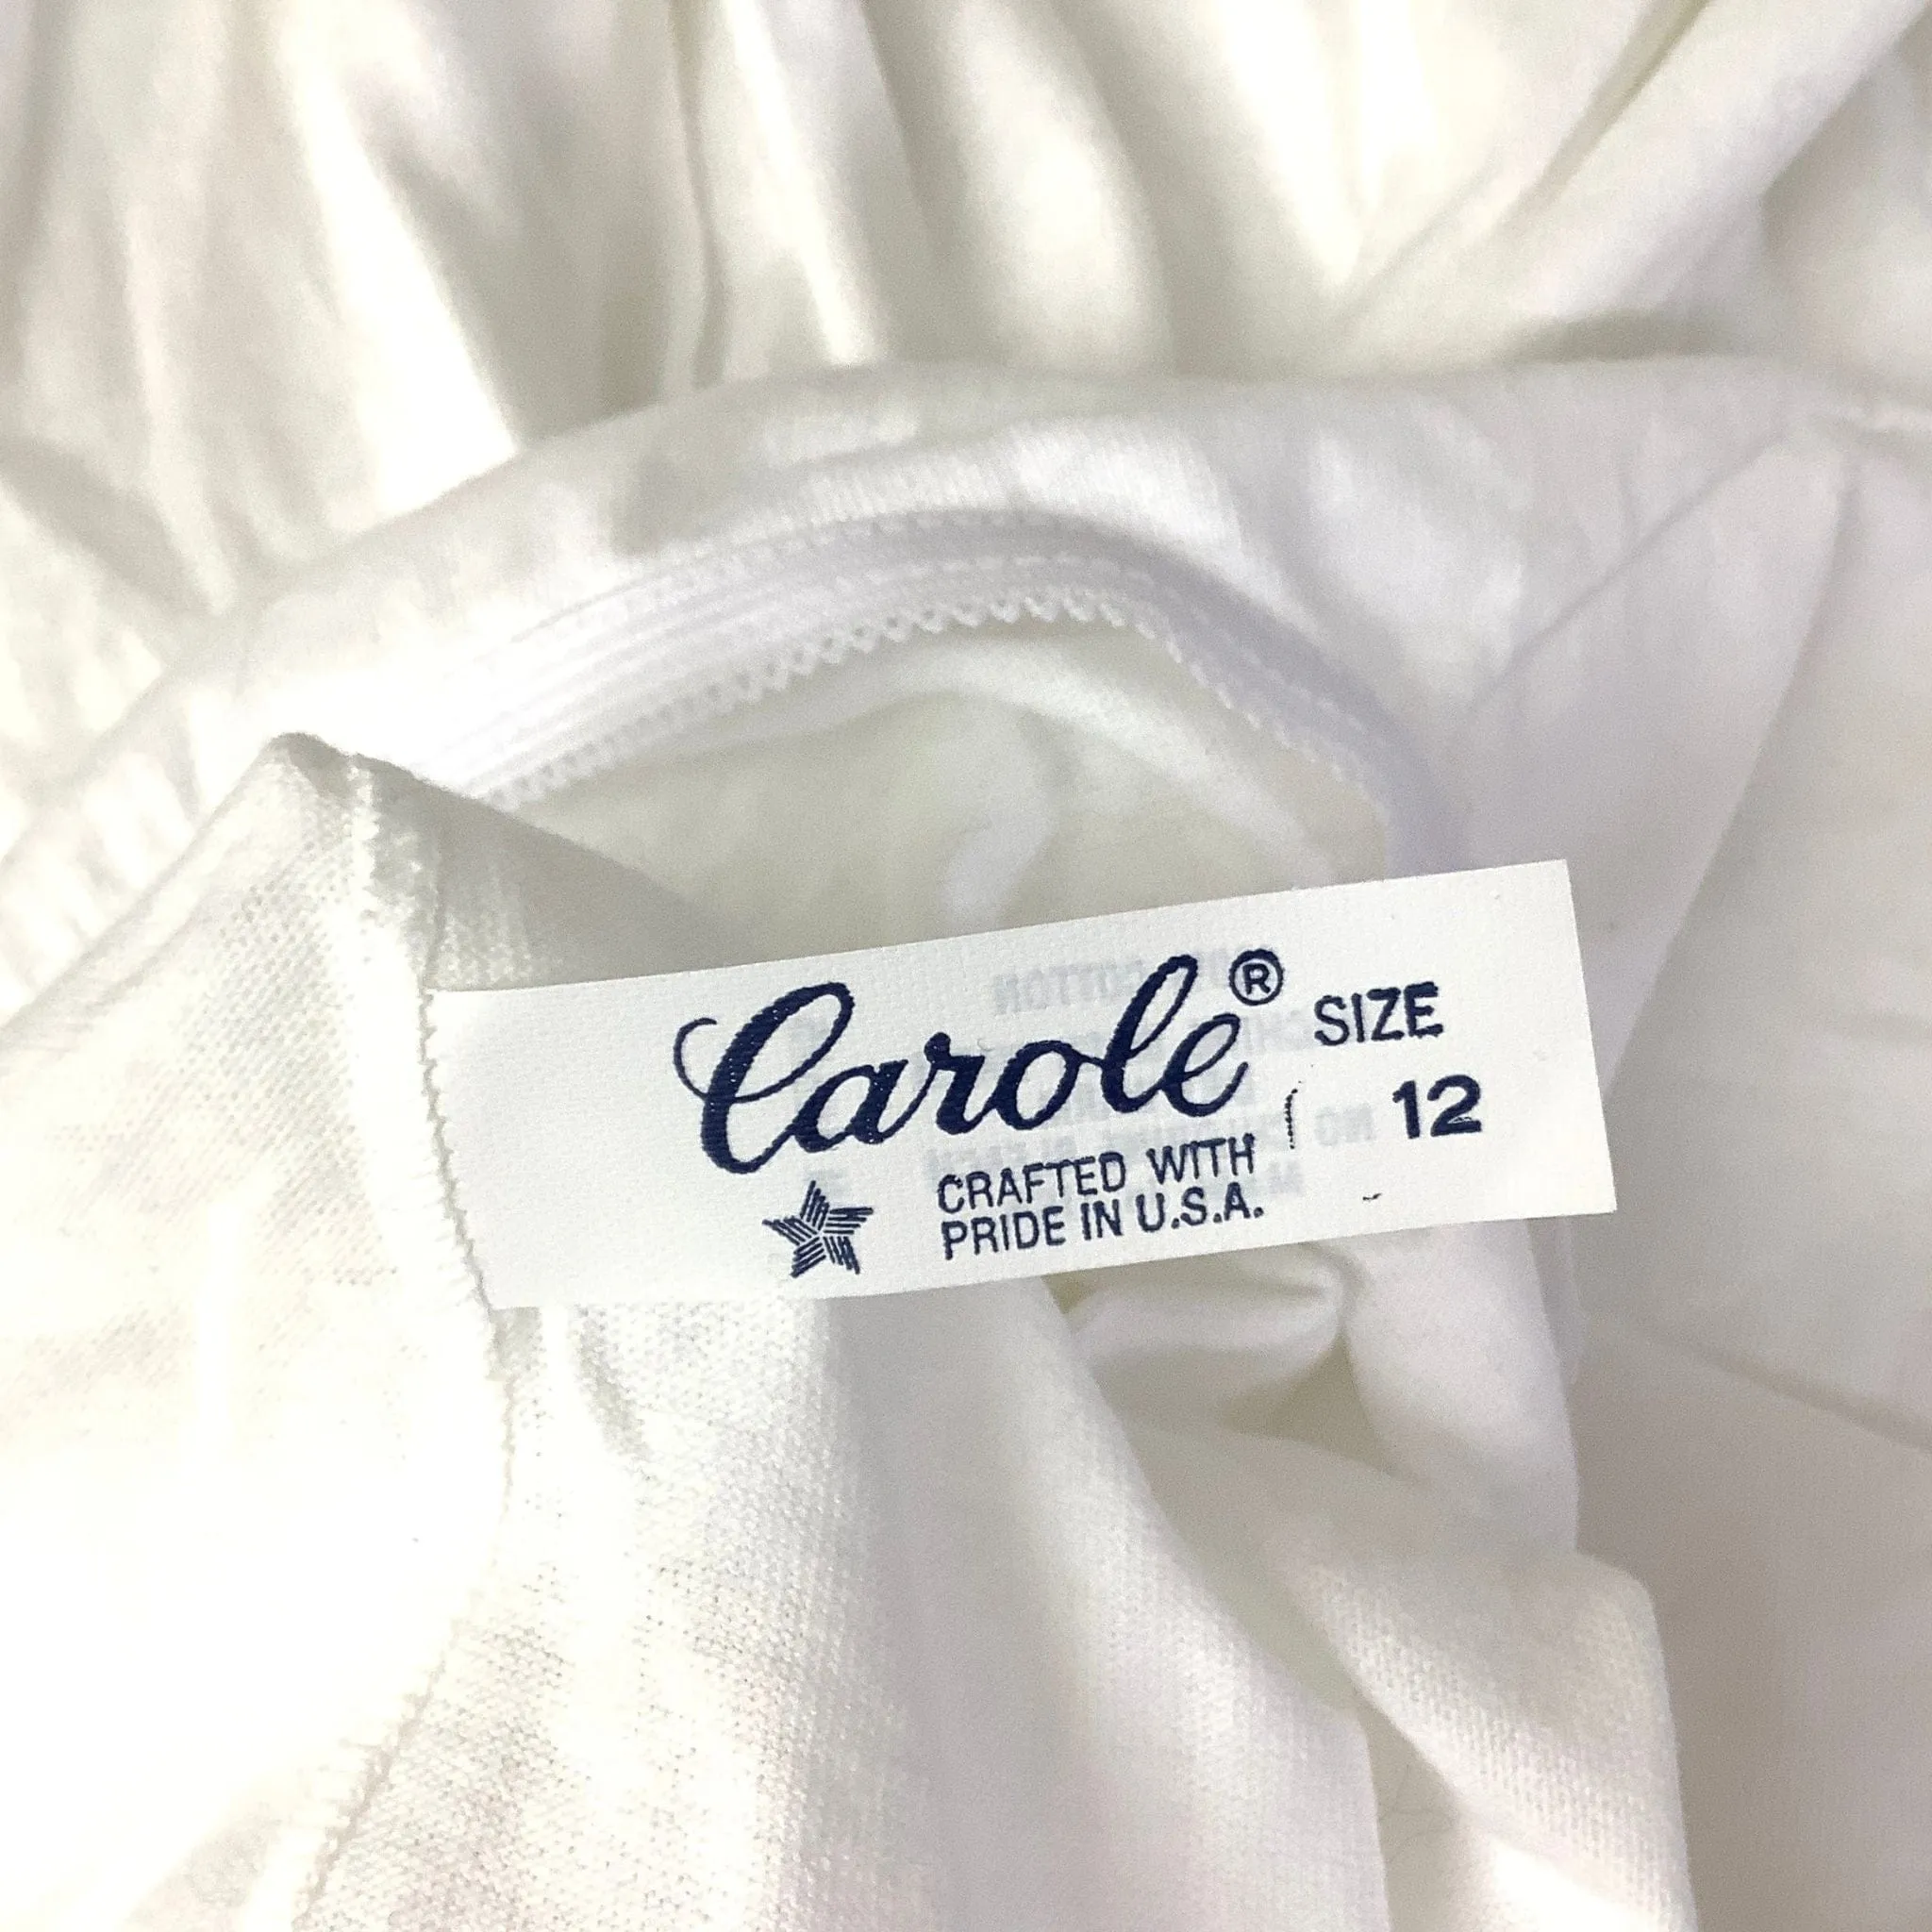 Carole® SIZE
12
CRAFTED WITH
PRIDE IN U.S.A.